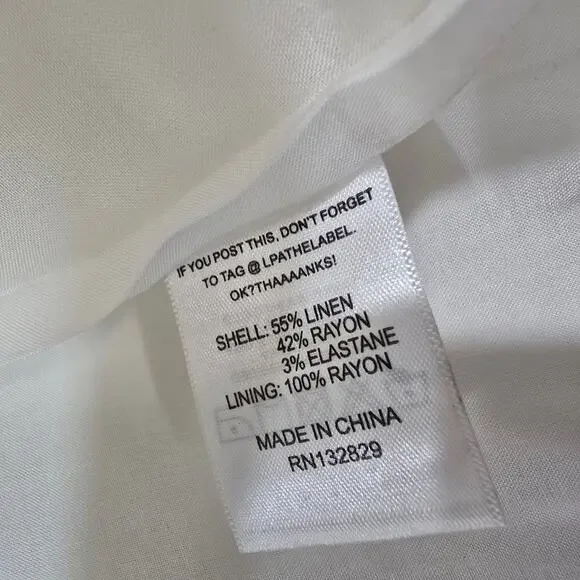 IF YOU POST THIS, DON'T FORGET
TO TAG @ LPATHELABEL.
OK?THAAAANKS!
SHELL: 55% LINEN
42% RAYON
3% ELASTANE
LINING: 100% RAYON
MADE IN CHINA
RN132829